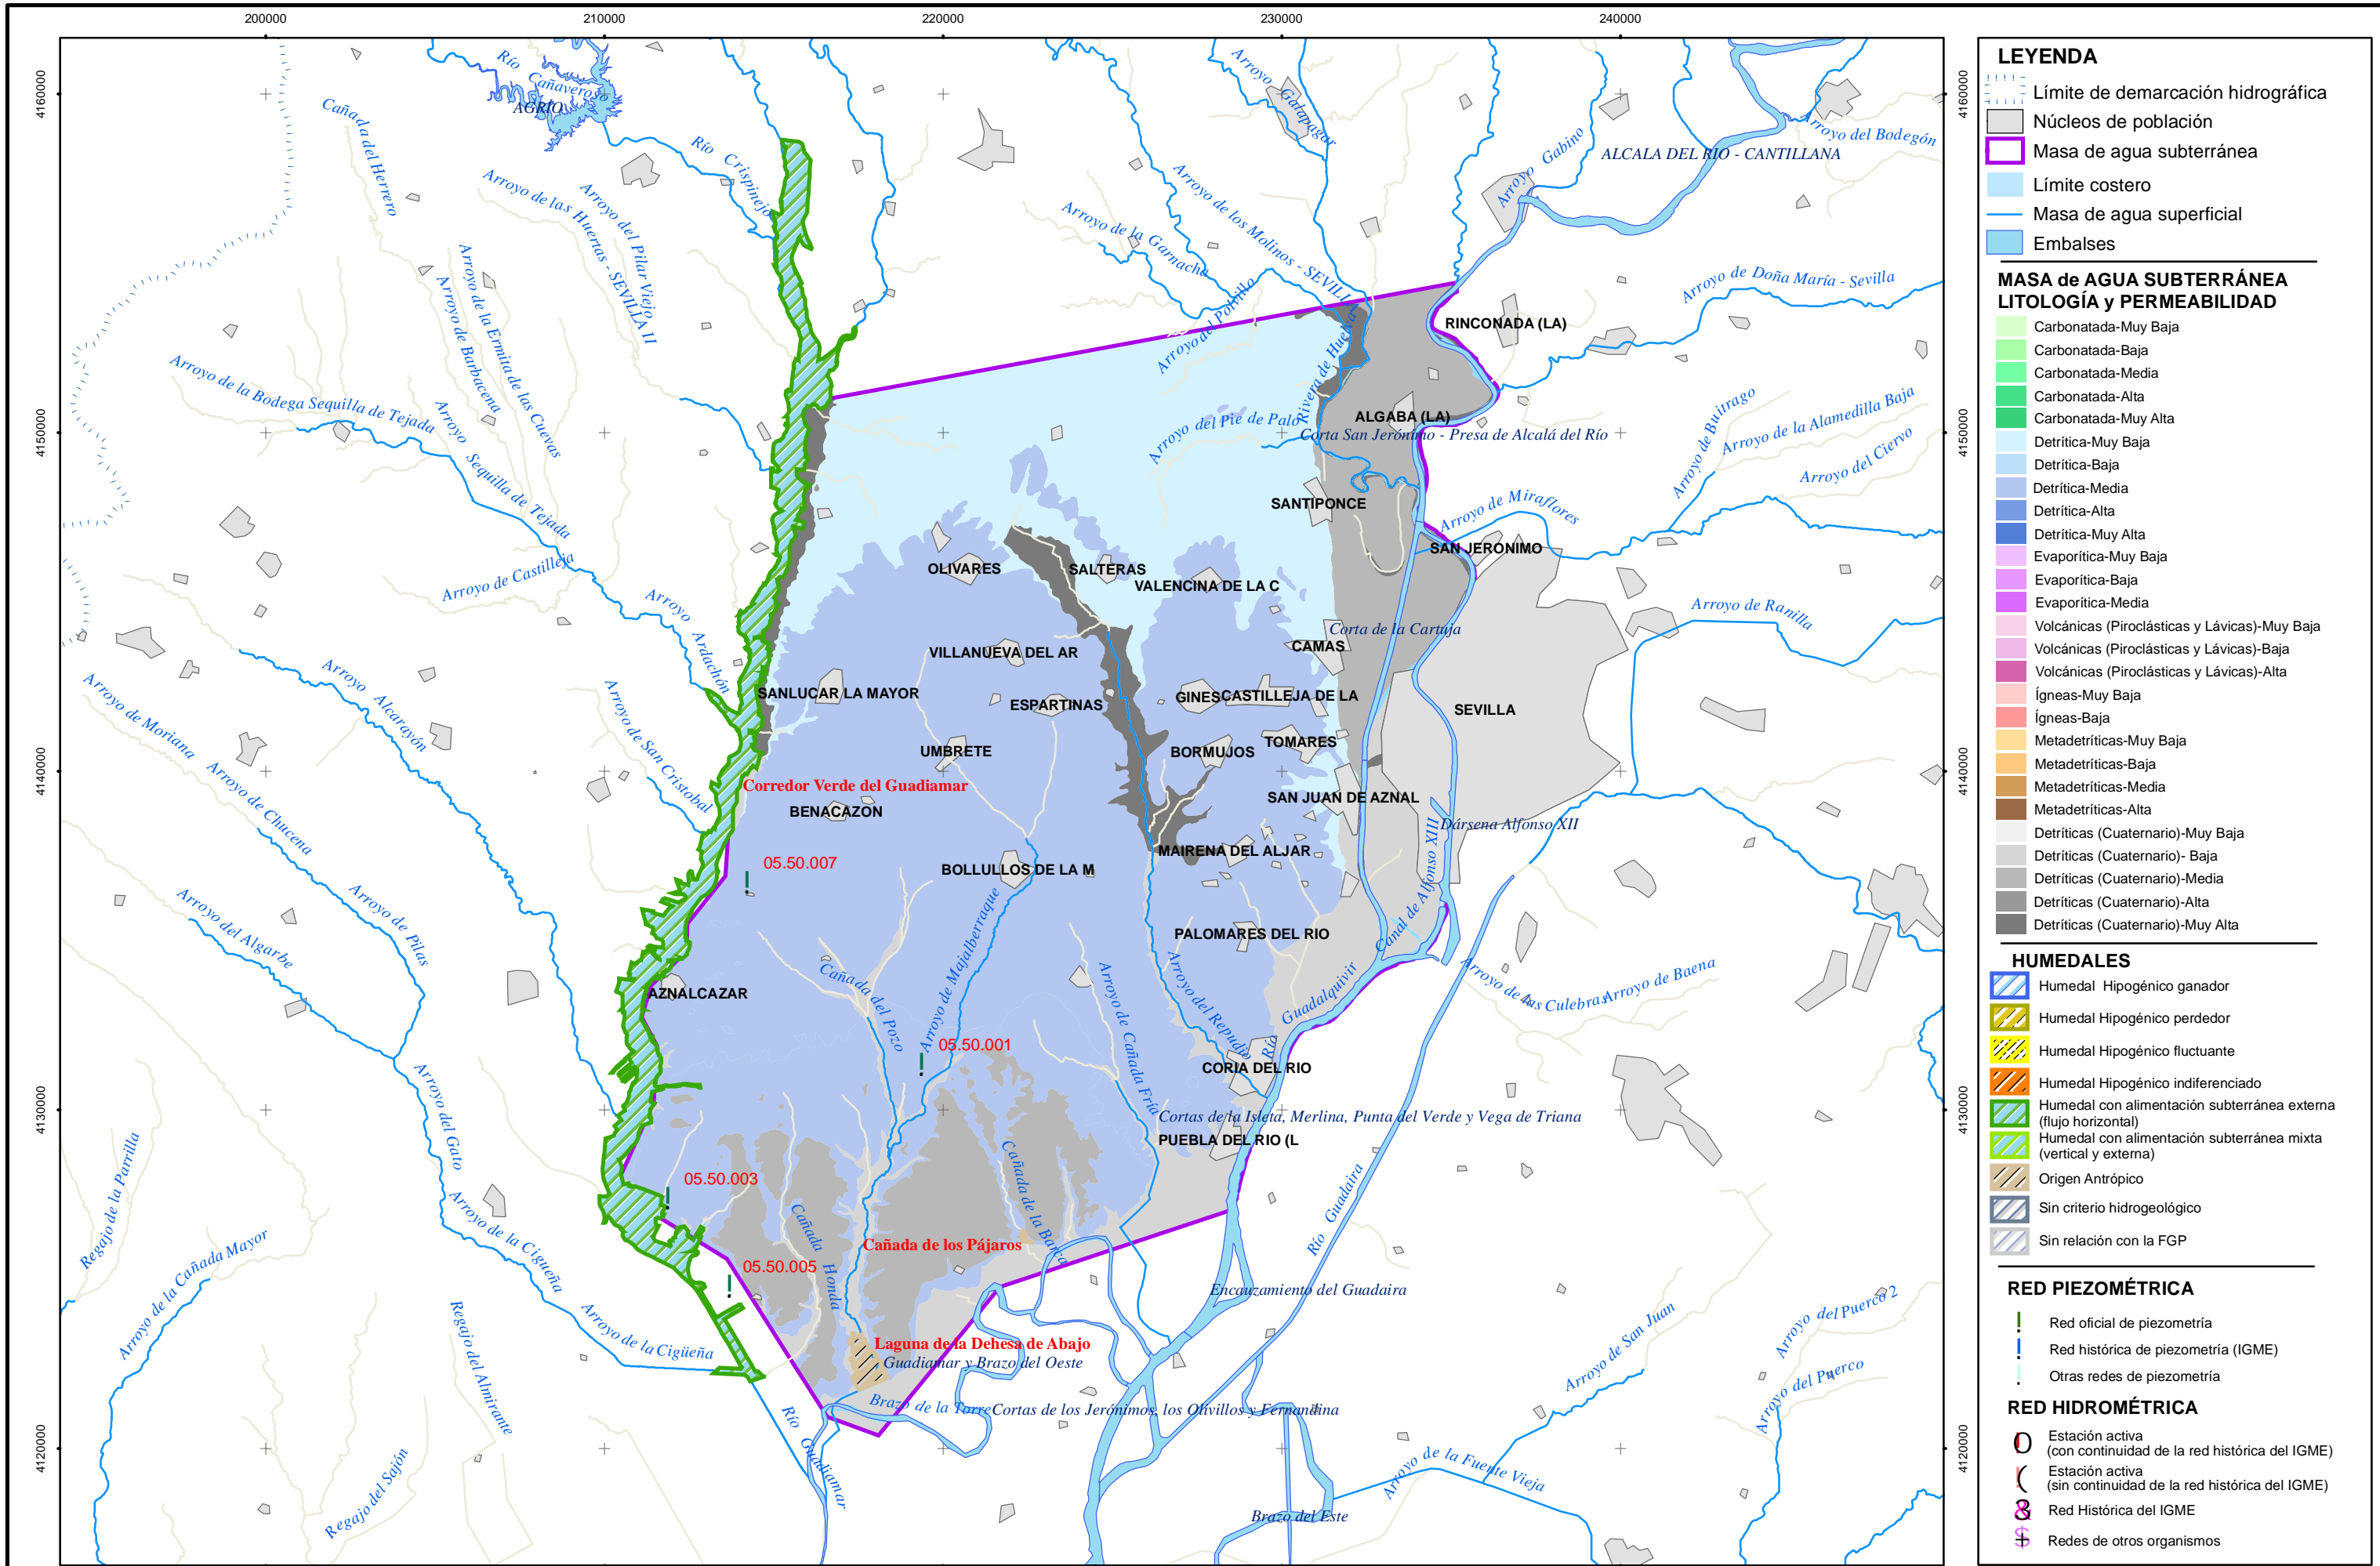 200000
210000
220000
230000
240000
4160000
4150000
4140000
4130000
4120000
4160000
4150000
4140000
4130000
4120000
Río Cañaveroso
AGRIO
Cañada del Herrero
Río Crispinejo
Arroyo de las Huertas - SEVILLA II
Arroyo del Pilar Viejo
Arroyo de la Ermita de las Cuevas
Arroyo de Barbacena
Arroyo de la Bodega Sequilla de Tejada
Arroyo Sequilla de Tejada
Arroyo de Castilleja
Arroyo Ardachón
Arroyo Alcarayón
Arroyo de San Cristobal
Arroyo de Moriana
Arroyo de Chucena
Arroyo de Pilas
Arroyo del Algarbe
Arroyo del Gato
Regajo de la Parrilla
Arroyo de la Cañada Mayor
Arroyo de la Cigueña
Arroyo de la Cigüeña
Regajo del Almirante
Regajo del Sajón
Río Guadiamar
Arroyo Galapagar
Arroyo de los Molinos - SEVILLA
Arroyo de la Garnacha
Arroyo del Polvillo
Rivera de Huelva
Arroyo del Pie de Palo
Arroyo Gabino
ALCALA DEL RIO - CANTILLANA
Arroyo del Bodegón
Arroyo de Doña María - Sevilla
RINCONADA (LA)
ALGABA (LA)
Corta San Jerónimo - Presa de Alcalá del Río
Arroyo de Buitrago
Arroyo de la Alamedilla Baja
Arroyo del Ciervo
SANTIPONCE
Arroyo de Miraflores
SAN JERONIMO
OLIVARES
SALTERAS
VALENCINA DE LA C
Arroyo de Ranilla
Corta de la Cartuja
CAMAS
VILLANUEVA DEL AR
SANLUCAR LA MAYOR
ESPARTINAS
GINES
CASTILLEJA DE LA
SEVILLA
UMBRETE
BORMUJOS
TOMARES
Corredor Verde del Guadiamar
BENACAZON
SAN JUAN DE AZNAL
Dársena Alfonso XII
05.50.007
BOLLULLOS DE LA M
MAIRENA DEL ALJAR
Canal de Alfonso XIII
PALOMARES DEL RIO
AZNALCAZAR
Cañada del Pozo
Arroyo de Majalberraque
Arroyo de Cañada Fría
Arroyo del Repudio
Río Guadalquivir
Arroyo de las Culebras
Arroyo de Baena
05.50.001
CORIA DEL RIO
Cortas de la Isleta, Merlina, Punta del Verde y Vega de Triana
PUEBLA DEL RIO (L
05.50.003
Cañada Honda
Cañada de la Barca
Cañada de los Pájaros
05.50.005
Río Guadaira
Encauzamiento del Guadaira
Laguna de la Dehesa de Abajo
Guadiamar y Brazo del Oeste
Brazo de la Torre
Cortas de los Jerónimos, los Olivillos y Fernandina
Arroyo de San Juan
Arroyo del Puerco 2
Arroyo del Puerco
Arroyo de la Fuente Vieja
Brazo del Este
LEYENDA
Límite de demarcación hidrográfica
Núcleos de población
Masa de agua subterránea
Límite costero
Masa de agua superficial
Embalses
MASA de AGUA SUBTERRÁNEA
LITOLOGÍA y PERMEABILIDAD
Carbonatada-Muy Baja
Carbonatada-Baja
Carbonatada-Media
Carbonatada-Alta
Carbonatada-Muy Alta
Detrítica-Muy Baja
Detrítica-Baja
Detrítica-Media
Detrítica-Alta
Detrítica-Muy Alta
Evaporítica-Muy Baja
Evaporítica-Baja
Evaporítica-Media
Volcánicas (Piroclásticas y Lávicas)-Muy Baja
Volcánicas (Piroclásticas y Lávicas)-Baja
Volcánicas (Piroclásticas y Lávicas)-Alta
Ígneas-Muy Baja
Ígneas-Baja
Metadetríticas-Muy Baja
Metadetríticas-Baja
Metadetríticas-Media
Metadetríticas-Alta
Detríticas (Cuaternario)-Muy Baja
Detríticas (Cuaternario)- Baja
Detríticas (Cuaternario)-Media
Detríticas (Cuaternario)-Alta
Detríticas (Cuaternario)-Muy Alta
HUMEDALES
Humedal Hipogénico ganador
Humedal Hipogénico perdedor
Humedal Hipogénico fluctuante
Humedal Hipogénico indiferenciado
Humedal con alimentación subterránea externa
(flujo horizontal)
Humedal con alimentación subterránea mixta
(vertical y externa)
Origen Antrópico
Sin criterio hidrogeológico
Sin relación con la FGP
RED PIEZOMÉTRICA
Red oficial de piezometría
Red histórica de piezometría (IGME)
Otras redes de piezometría
RED HIDROMÉTRICA
Estación activa
(con continuidad de la red histórica del IGME)
Estación activa
(sin continuidad de la red histórica del IGME)
Red Histórica del IGME
Redes de otros organismos